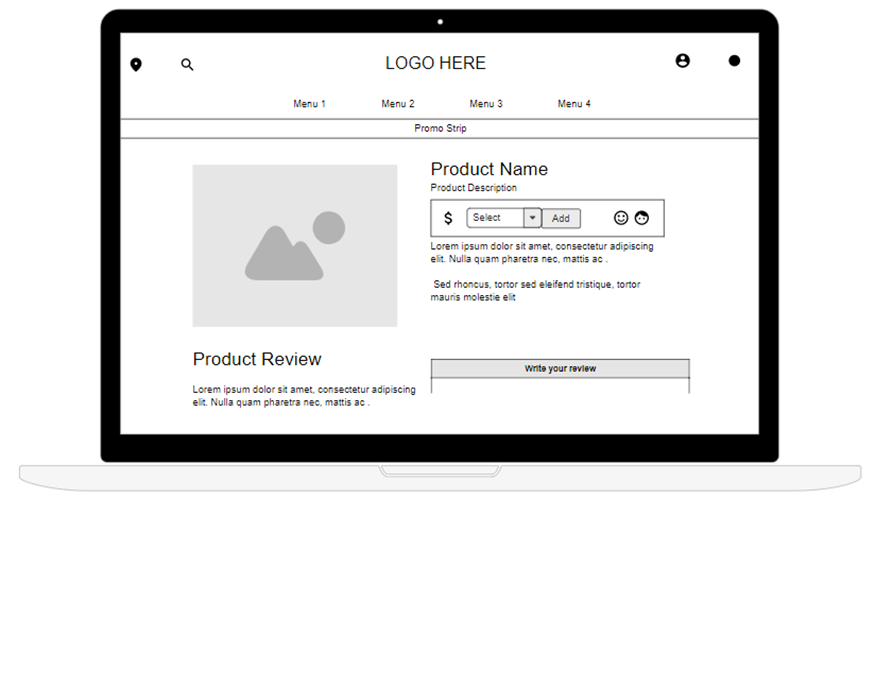 LOGO HERE
Menu 1 Menu 2 Menu 3 Menu 4
Promo Strip
Product Name
Product Description
$ Select Add
Lorem ipsum dolor sit amet, consectetur adipiscing
elit. Nulla quam pharetra nec, mattis ac .
Sed rhoncus, tortor sed eleifend tristique, tortor
mauris molestie elit
Product Review
Lorem ipsum dolor sit amet, consectetur adipiscing
elit. Nulla quam pharetra nec, mattis ac .
Write your review